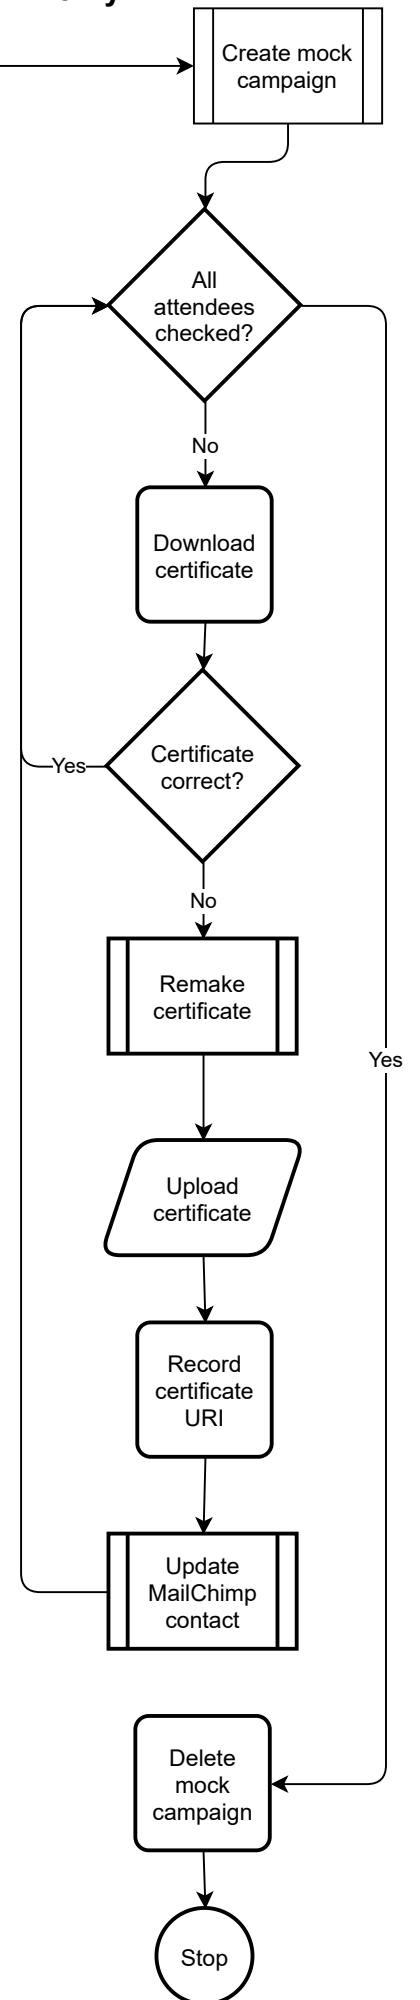 Create mock
campaign
All
attendees
checked?
No
Download
certificate
Certificate
correct?
Yes
No
Remake
certificate
Yes
Upload
certificate
Record
certificate
URI
Update
MailChimp
contact
Delete
mock
campaign
Stop